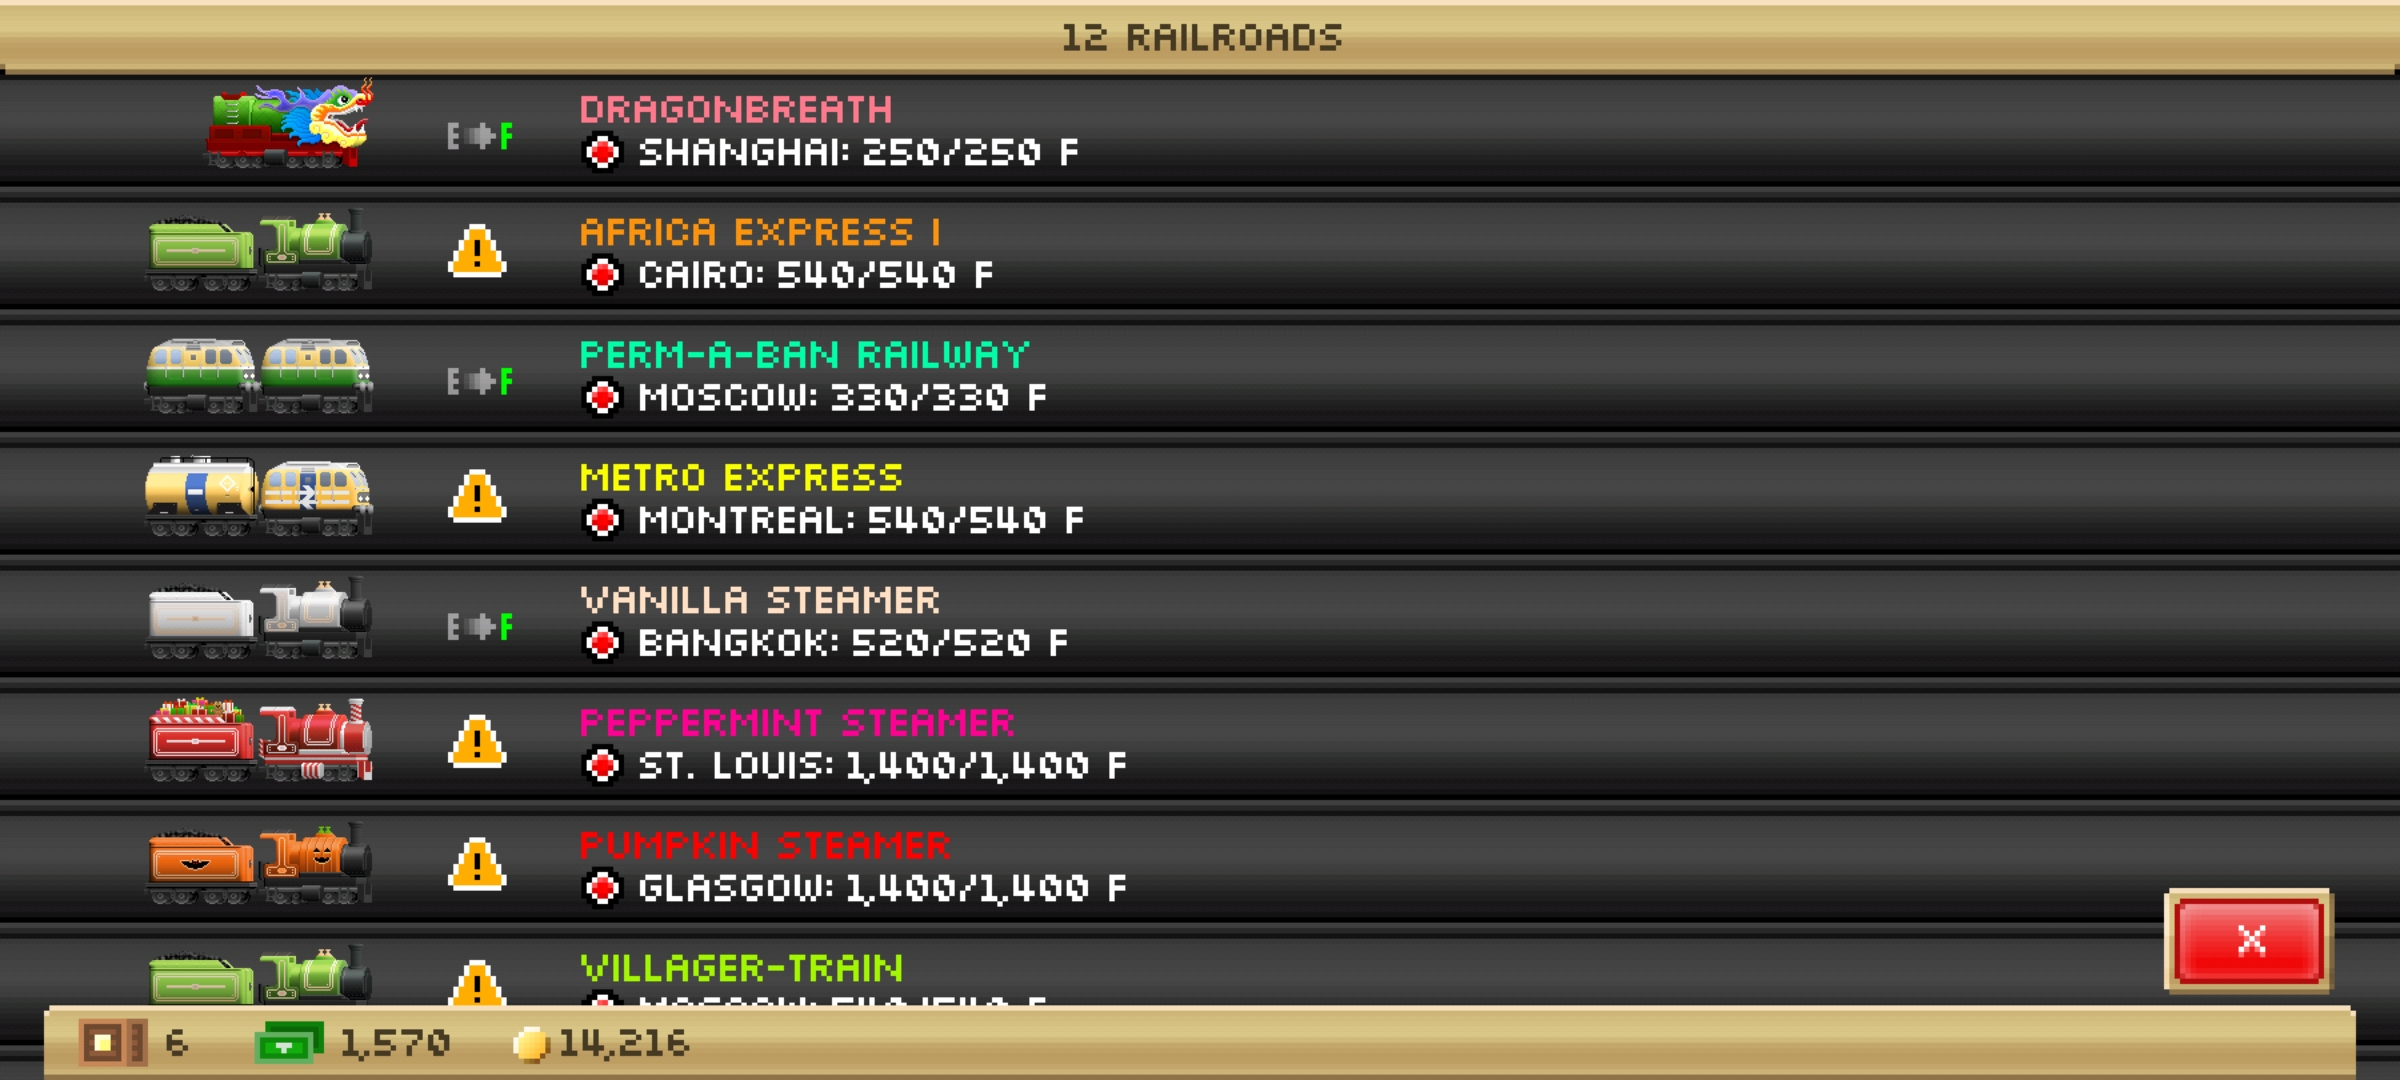 12 RAILROADS
DRAGONBREATH
E F
SHANGHAI: 250/250 F
AFRICA EXPRESS I
CAIRO: 540/540 F
PERM-A-BAN RAILWAY
E F
MOSCOW: 330/330 F
METRO EXPRESS
MONTREAL: 540/540 F
VANILLA STEAMER
E F
BANGKOK: 520/520 F
PEPPERMINT STEAMER
ST. LOUIS: 1,400/1,400 F
PUMPKIN STEAMER
GLASGOW: 1,400/1,400 F
X
VILLAGER-TRAIN
6 1,570 14,216